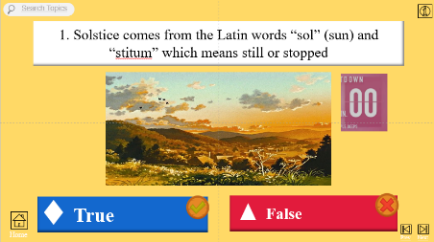 Search Topics
1. Solstice comes from the Latin words “sol” (sun) and
“stitum” which means still or stopped
00
True
False
Home